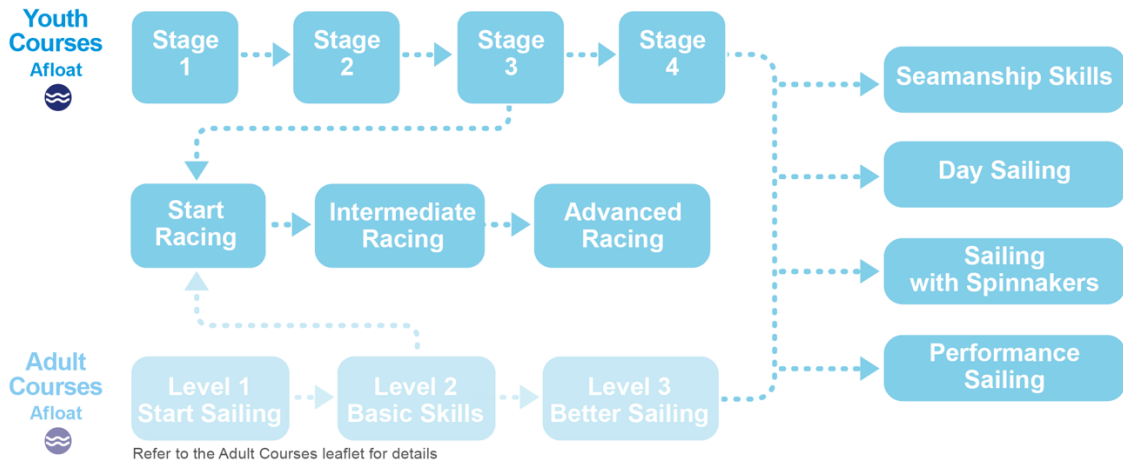 Youth
Courses
Afloat
Stage
1
Stage
2
Stage
3
Stage
4
Seamanship Skills
Day Sailing
Start
Racing
Intermediate
Racing
Advanced
Racing
Sailing
with Spinnakers
Adult
Courses
Afloat
Level 1
Start Sailing
Level 2
Basic Skills
Level 3
Better Sailing
Performance
Sailing
Refer to the Adult Courses leaflet for details